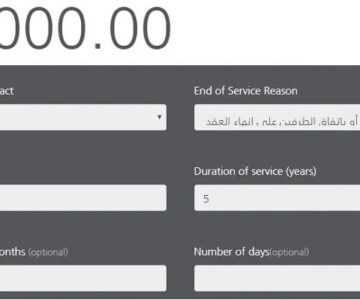 000.00
act
End of Service Reason
أو باتفاق الطرفين على إنهاء العقد
Duration of service (years)
5
onths (optional)
Number of days(optional)